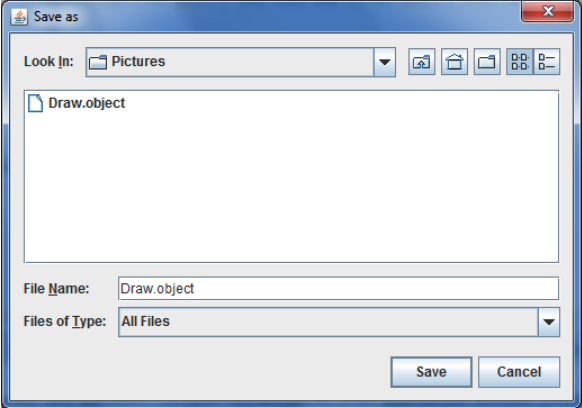 Save as
Look In: Pictures
Draw.object
File Name: Draw.object
Files of Type: All Files
Save Cancel